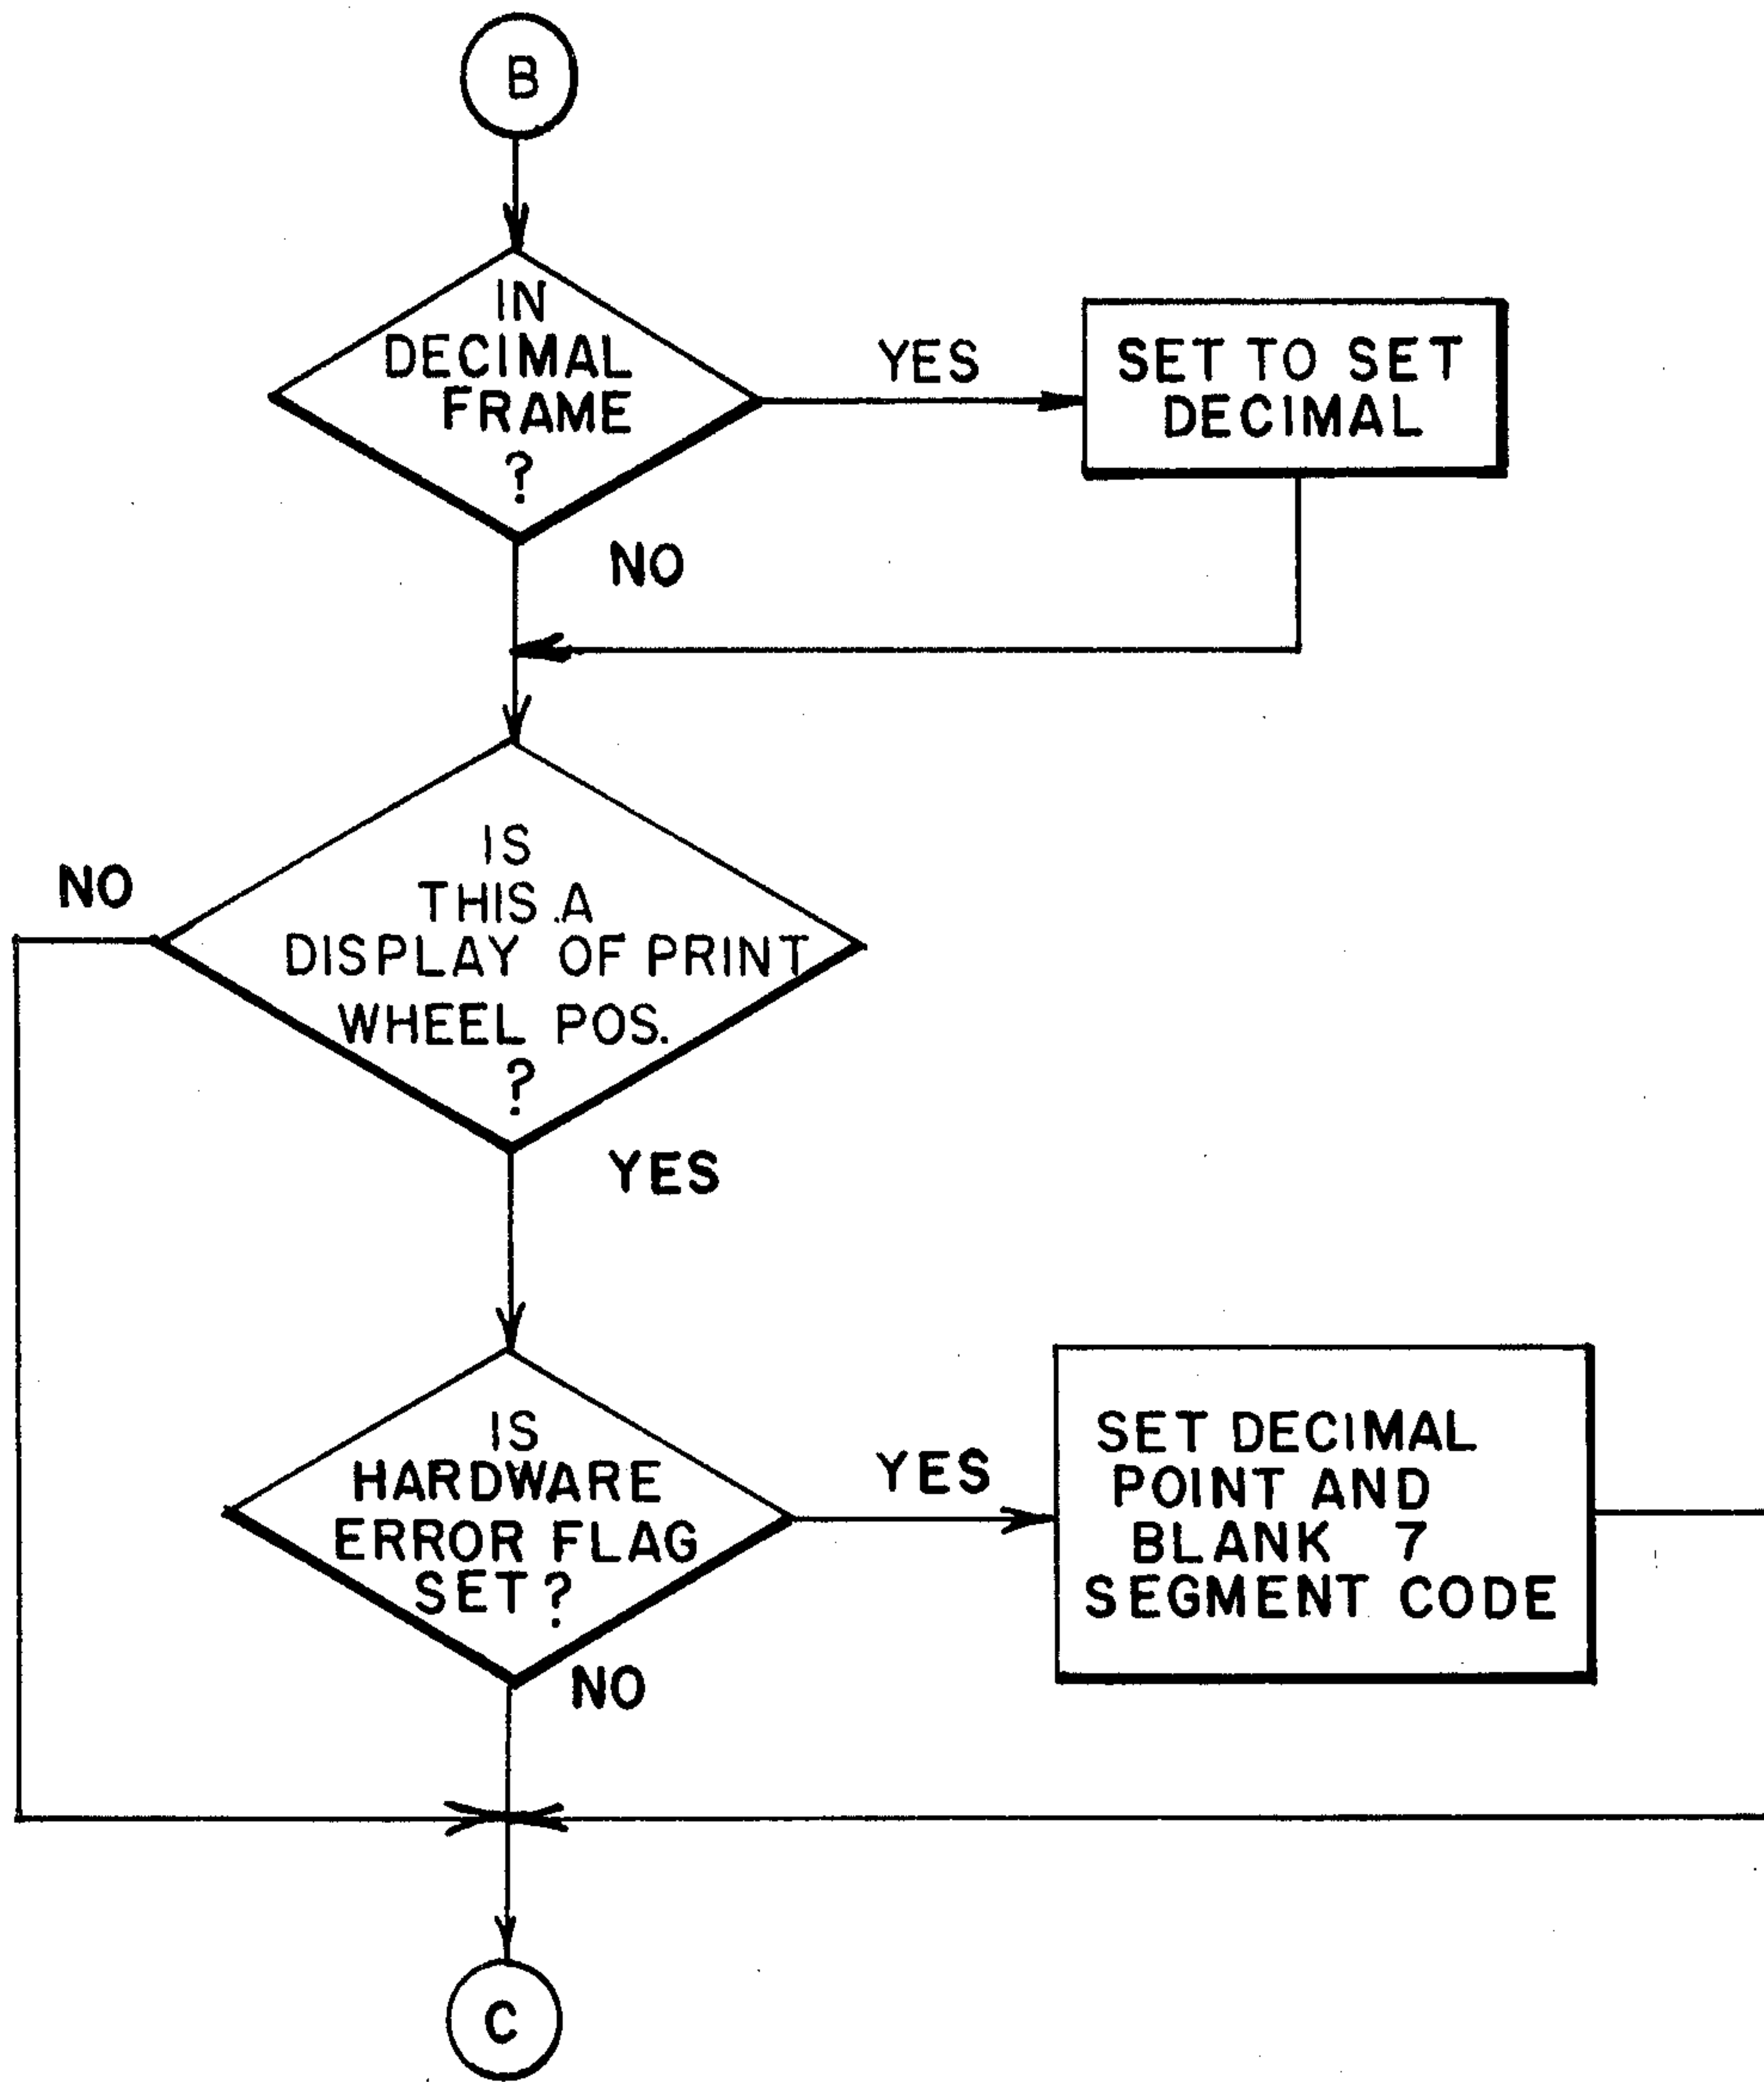 B
IN
DECIMAL
FRAME
?
YES
SET TO SET
DECIMAL
NO
IS
THIS A
DISPLAY OF PRINT
WHEEL POS.
?
NO
YES
IS
HARDWARE
ERROR FLAG
SET?
YES
SET DECIMAL
POINT AND
BLANK 7
SEGMENT CODE
NO
C